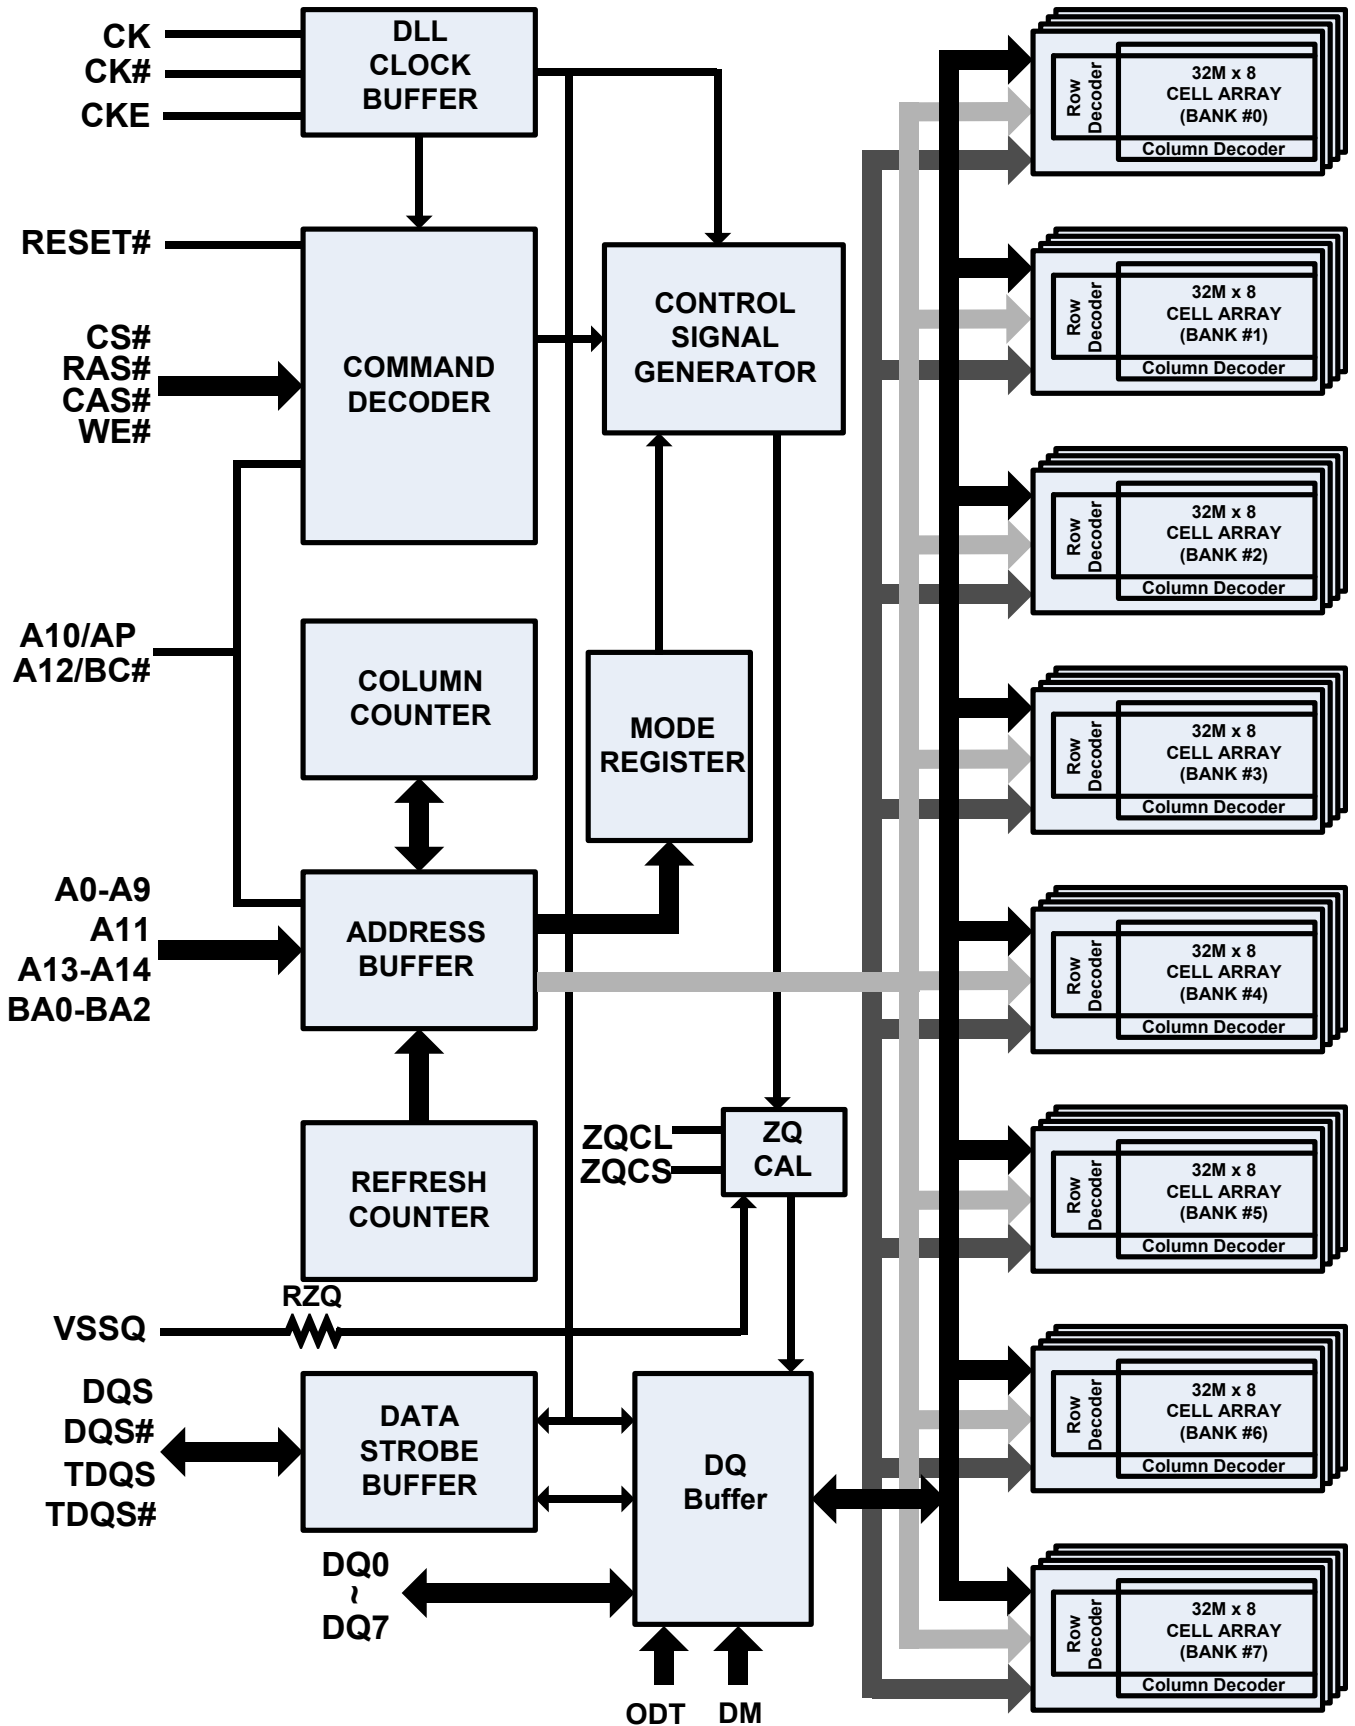 CK
CK#
CKE
DLL
CLOCK
BUFFER
RESET#
CS#
RAS#
CAS#
WE#
COMMAND
DECODER
CONTROL
SIGNAL
GENERATOR
A10/AP
A12/BC#
COLUMN
COUNTER
MODE
REGISTER
A0-A9
A11
A13-A14
BA0-BA2
ADDRESS
BUFFER
REFRESH
COUNTER
ZQCL
ZQCS
ZQ
CAL
VSSQ
RZQ
DQS
DQS#
TDQS
TDQS#
DATA
STROBE
BUFFER
DQ
Buffer
DQ0
~
DQ7
ODT
DM
Row
Decoder
32M x 8
CELL ARRAY
(BANK #0)
Column Decoder
Row
Decoder
32M x 8
CELL ARRAY
(BANK #1)
Column Decoder
Row
Decoder
32M x 8
CELL ARRAY
(BANK #2)
Column Decoder
Row
Decoder
32M x 8
CELL ARRAY
(BANK #3)
Column Decoder
Row
Decoder
32M x 8
CELL ARRAY
(BANK #4)
Column Decoder
Row
Decoder
32M x 8
CELL ARRAY
(BANK #5)
Column Decoder
Row
Decoder
32M x 8
CELL ARRAY
(BANK #6)
Column Decoder
Row
Decoder
32M x 8
CELL ARRAY
(BANK #7)
Column Decoder